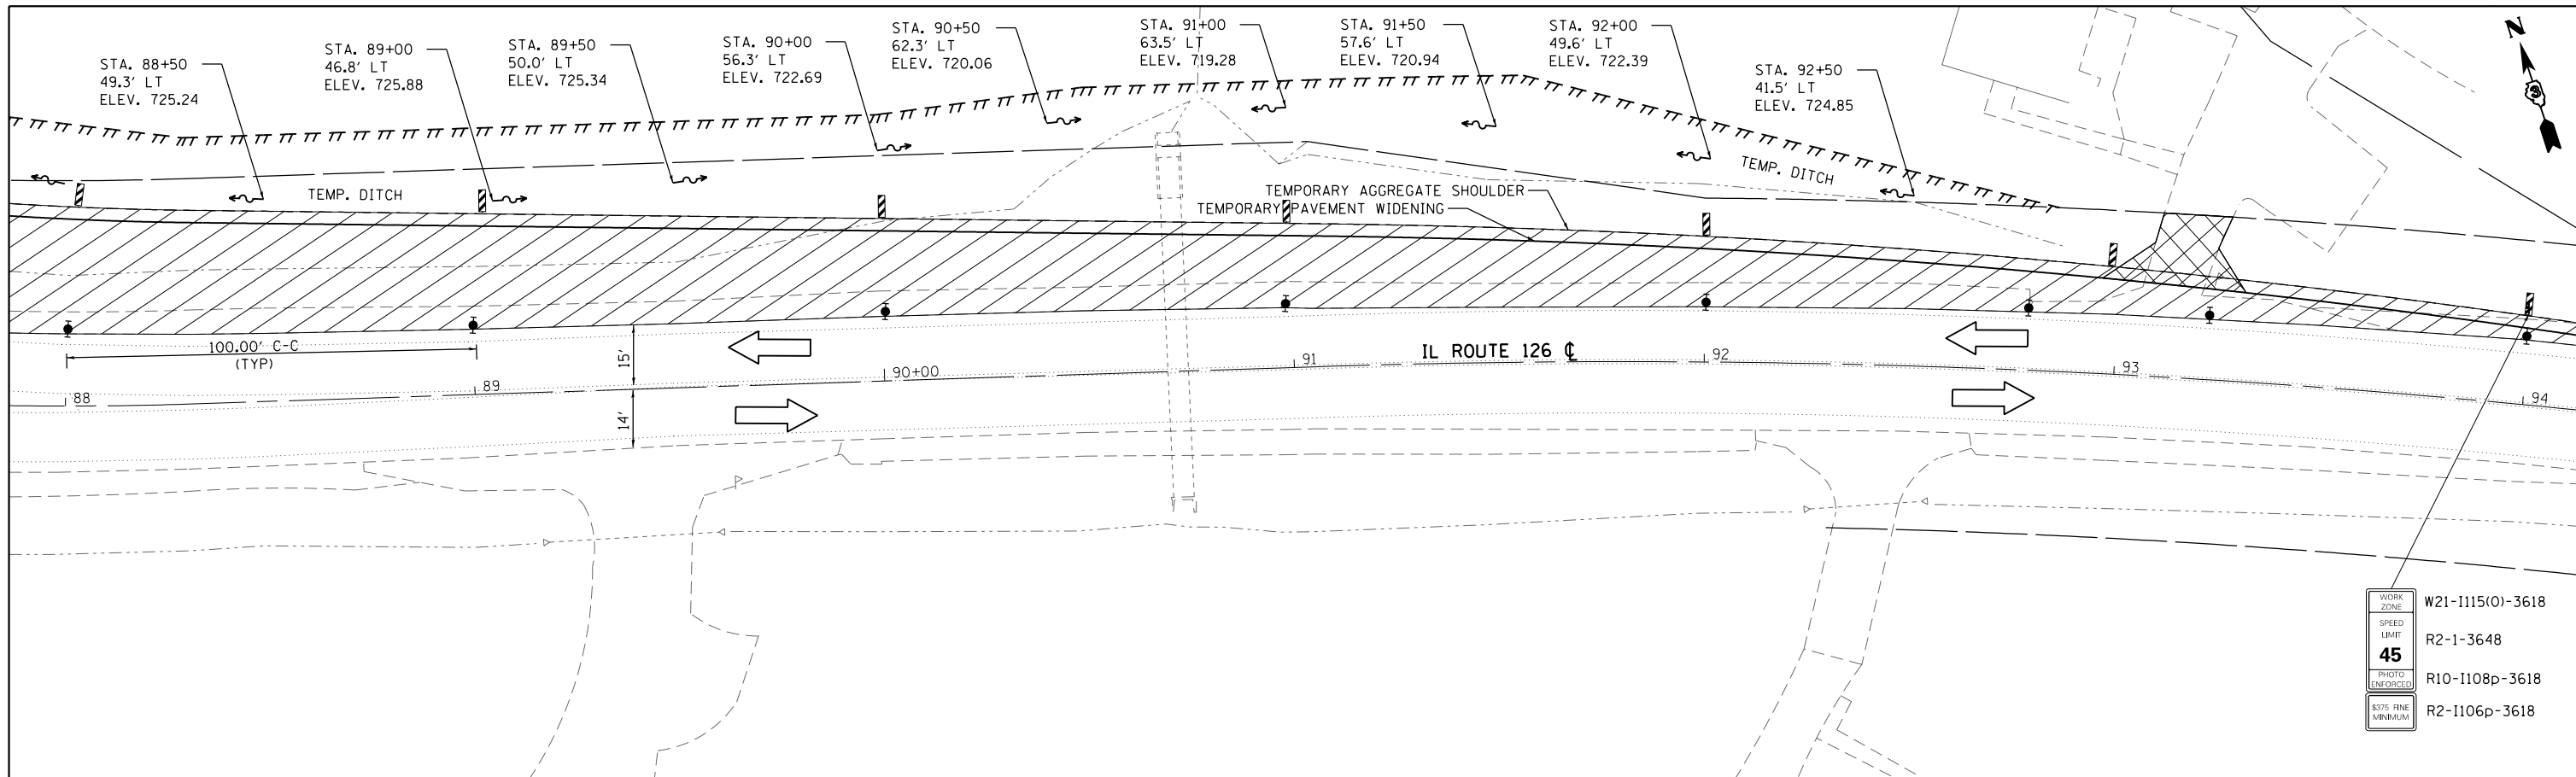 STA. 88+50
49.3' LT
ELEV. 725.24
STA. 89+00
46.8' LT
ELEV. 725.88
STA. 89+50
50.0' LT
ELEV. 725.34
STA. 90+00
56.3' LT
ELEV. 722.69
STA. 90+50
62.3' LT
ELEV. 720.06
STA. 91+00
63.5' LT
ELEV. 719.28
STA. 91+50
57.6' LT
ELEV. 720.94
STA. 92+00
49.6' LT
ELEV. 722.39
STA. 92+50
41.5' LT
ELEV. 724.85
N
3
TEMP. DITCH
TEMP. DITCH
TEMPORARY AGGREGATE SHOULDER
TEMPORARY PAVEMENT WIDENING
100.00' C-C
(TYP)
15'
14'
IL ROUTE 126 ℄
88
89
90+00
91
92
93
94
WORK
ZONE
SPEED
LIMIT
45
PHOTO
ENFORCED
$375 FINE
MINIMUM
W21-I115(O)-3618
R2-1-3648
R10-I108p-3618
R2-I106p-3618